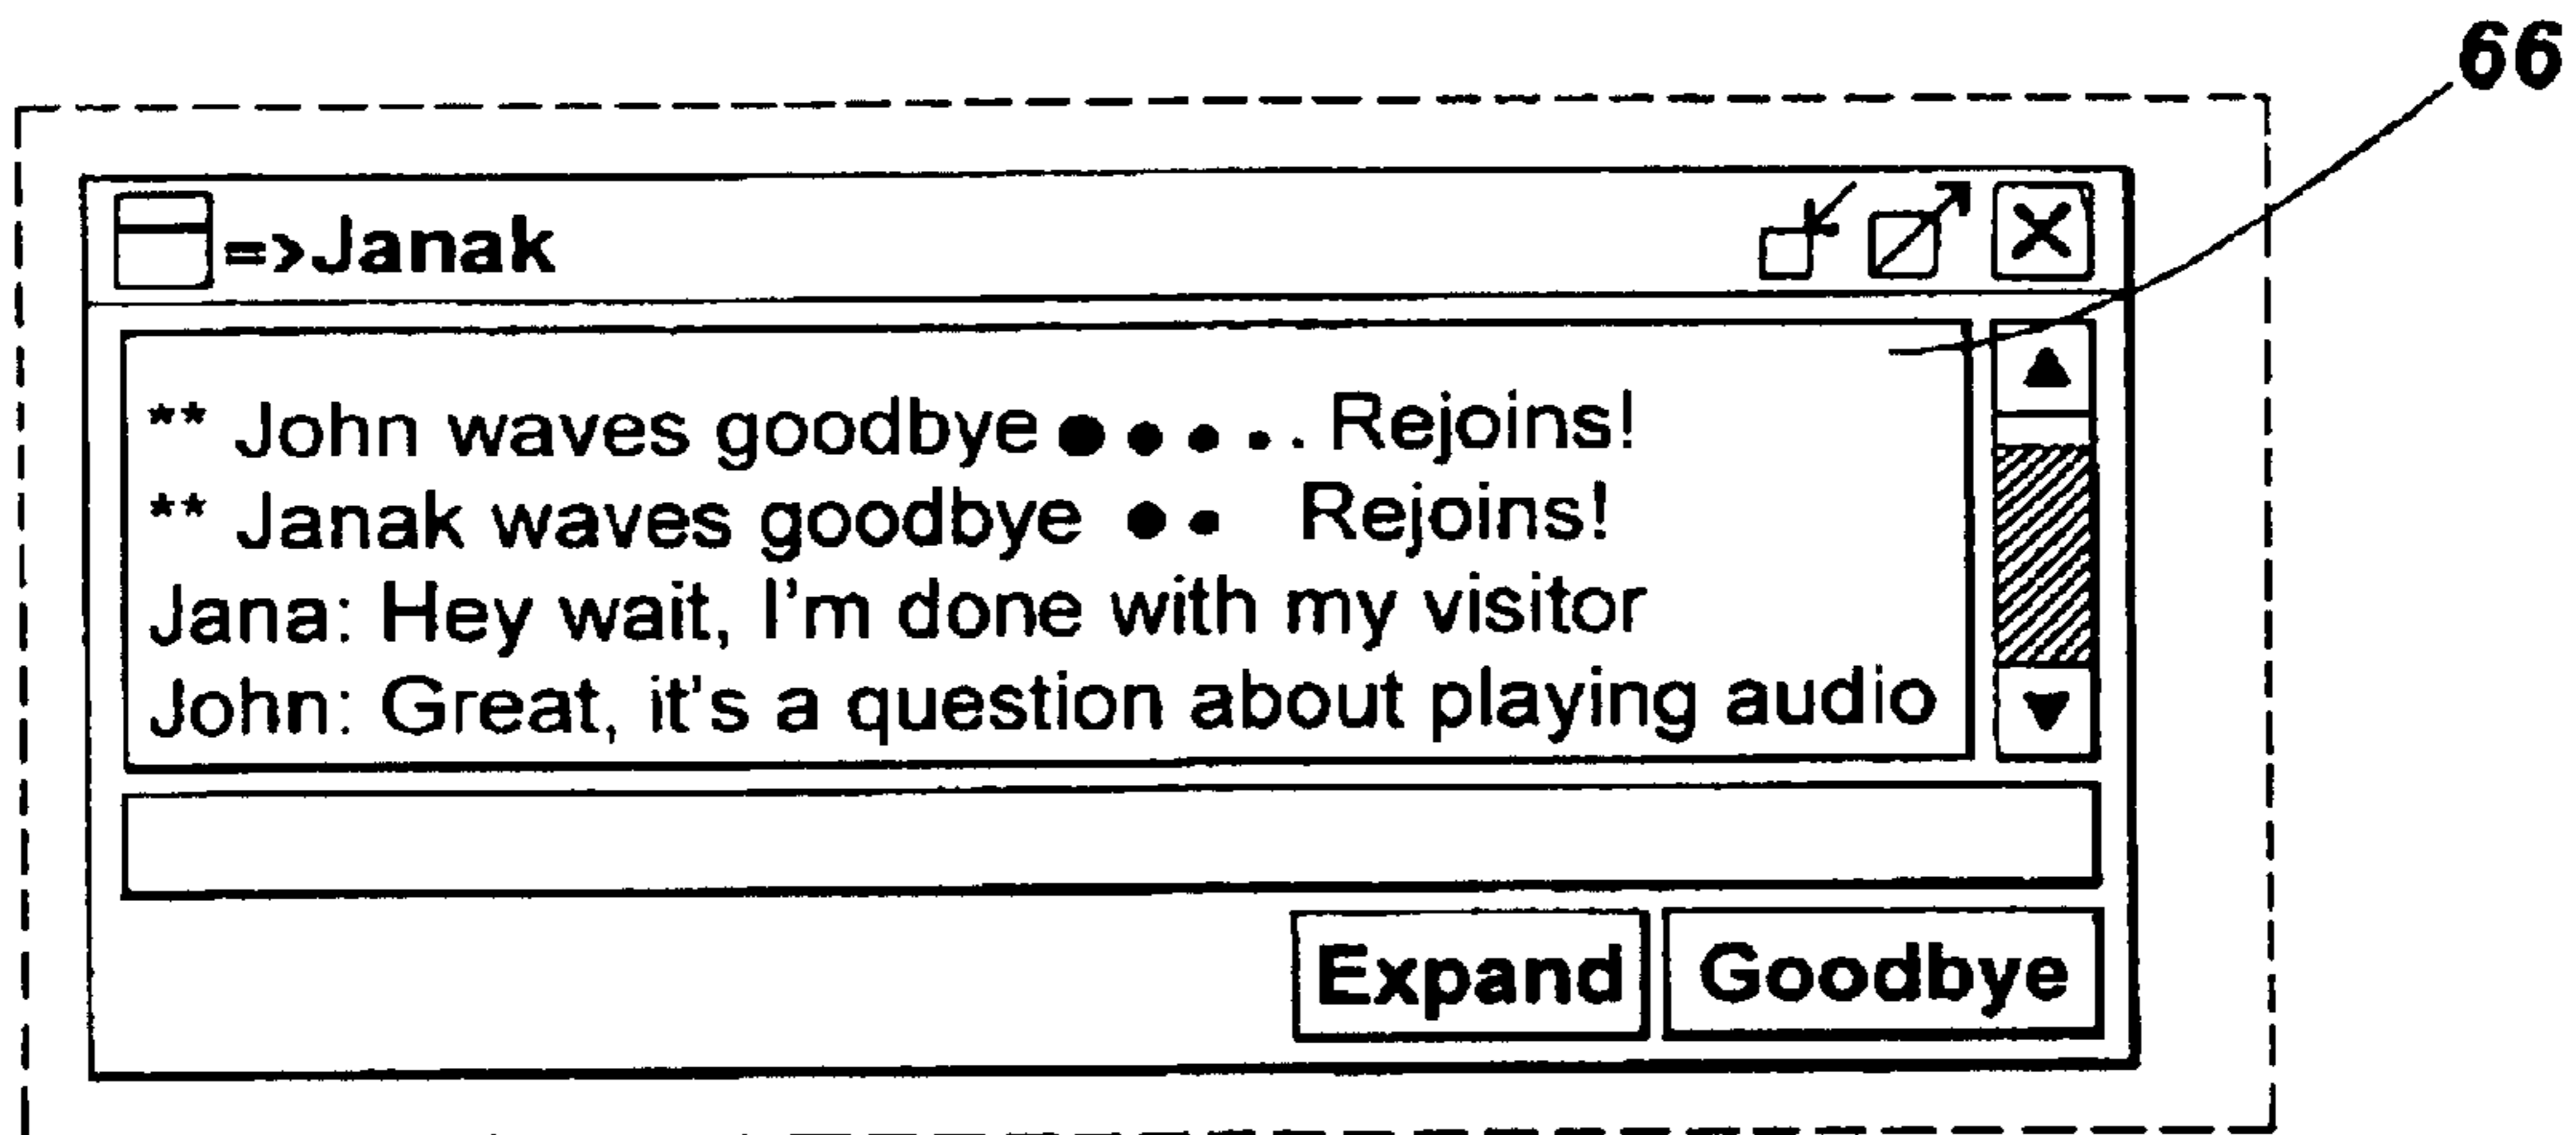 66
=>Janak
** John waves goodbye ● ● ● • . Rejoins!
** Janak waves goodbye ● • Rejoins!
Jana: Hey wait, I'm done with my visitor
John: Great, it's a question about playing audio
Expand Goodbye